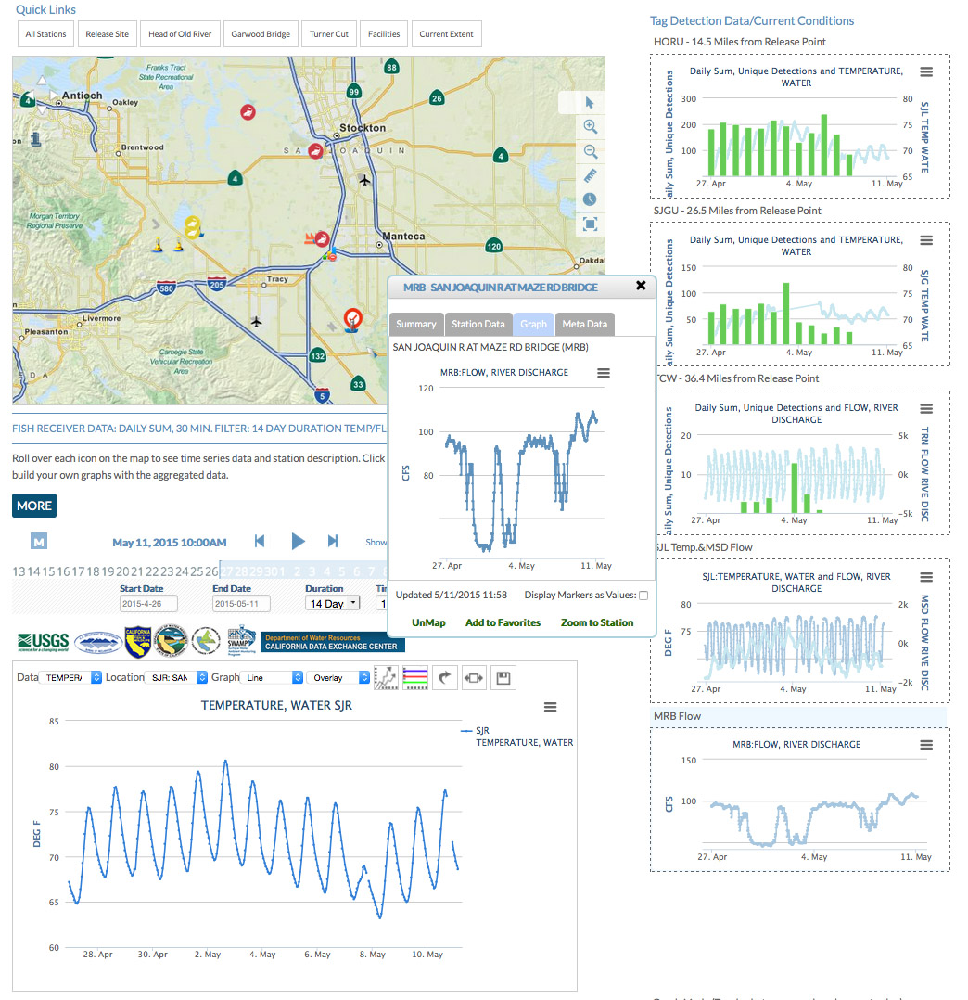 Quick Links
All Stations
Release Site
Head of Old River
Garwood Bridge
Turner Cut
Facilities
Current Extent
Franks Tract
State Recreational
Area
Antioch
Oakley
Brentwood
Stockton
SAN JOAQUIN
Morgan Territory
Regional Preserve
Manteca
Tracy
Livermore
Pleasanton
Carnegie State
Vehicular Recreation
Area
Oakdal
EDA
4
88
99
26
4
4
120
580
205
132
33
5
MRB - SAN JOAQUIN R AT MAZE RD BRIDGE
Summary
Station Data
Graph
Meta Data
SAN JOAQUIN R AT MAZE RD BRIDGE (MRB)
MRB:FLOW, RIVER DISCHARGE
120
100
80
CFS
27. Apr
4. May
11. May
Updated 5/11/2015 11:58
Display Markers as Values:
UnMap
Add to Favorites
Zoom to Station
FISH RECEIVER DATA: DAILY SUM, 30 MIN. FILTER: 14 DAY DURATION TEMP/FL
Roll over each icon on the map to see time series data and station description. Click
build your own graphs with the aggregated data.
MORE
M
May 11, 2015 10:00AM
Show
13 14 15 16 17 18 19 20 21 22 23 24 25 26 27 28 29 30 1 2 3 4 5 6 7
Start Date
End Date
Duration
2015-4-26
2015-05-11
14 Day
USGS
science for a changing world
CALIFORNIA
SWAMP
Department of Water Resources
CALIFORNIA DATA EXCHANGE CENTER
Data
TEMPERA
Location
SJR: SAN
Graph
Line
Overlay
TEMPERATURE, WATER SJR
SJR
TEMPERATURE, WATER
DEG F
85
80
75
70
65
60
28. Apr
30. Apr
2. May
4. May
6. May
8. May
10. May
Tag Detection Data/Current Conditions
HORU - 14.5 Miles from Release Point
Daily Sum, Unique Detections and TEMPERATURE,
WATER
aily Sum, Unique Detections
300
200
100
80
75
70
65
SJL TEMP WATE
27. Apr
4. May
11. May
SJGU - 26.5 Miles from Release Point
Daily Sum, Unique Detections and TEMPERATURE,
WATER
aily Sum, Unique Detections
150
100
50
80
75
70
65
SJG TEMP WATE
27. Apr
4. May
11. May
TCW - 36.4 Miles from Release Point
Daily Sum, Unique Detections and FLOW, RIVER
DISCHARGE
aily Sum, Unique Detections
20
10
5k
0k
-5k
TRN FLOW RIVE DISC
27. Apr
4. May
11. May
SJL Temp.&MSD Flow
SJL:TEMPERATURE, WATER and FLOW, RIVER
DISCHARGE
DEG F
80
75
2k
0k
-2k
MSD FLOW RIVE DISC
27. Apr
4. May
11. May
MRB Flow
MRB:FLOW, RIVER DISCHARGE
CFS
150
100
27. Apr
4. May
11. May